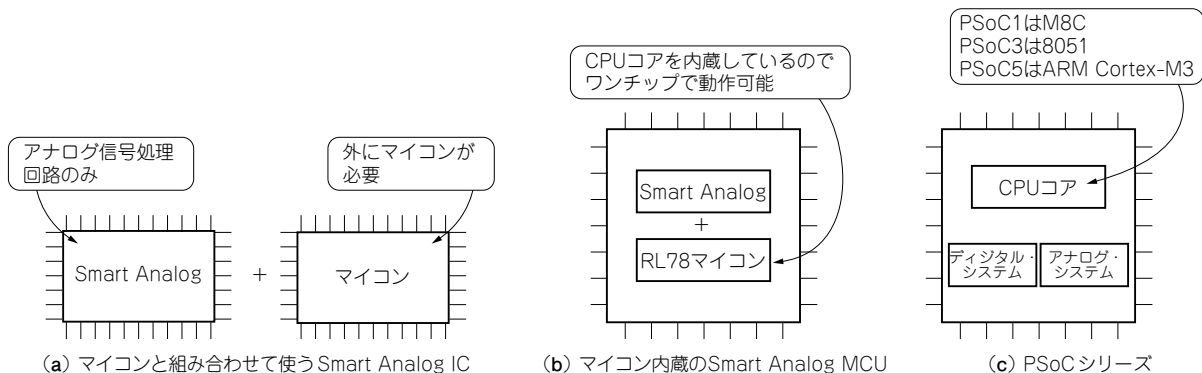 アナログ信号処理
回路のみ
外にマイコンが
必要
Smart Analog
+
マイコン
(a) マイコンと組み合わせて使うSmart Analog IC
CPUコアを内蔵しているので
ワンチップで動作可能
Smart Analog
+
RL78マイコン
(b) マイコン内蔵のSmart Analog MCU
PSoC1はM8C
PSoC3は8051
PSoC5はARM Cortex-M3
CPUコア
ディジタル・
システム
アナログ・
システム
(c) PSoCシリーズ